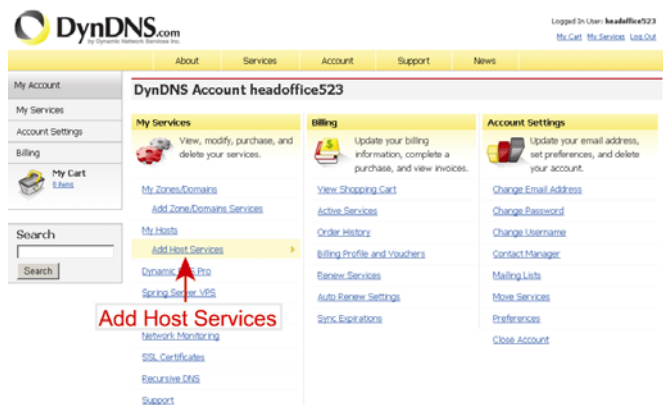 DynDNS.com
by Dynamic Network Services Inc.
Logged In User: headoffice523
My Cart My Services Log Out
About Services Account Support News
My Account
My Services
Account Settings
Billing
My Cart
0 items
Search
Search
DynDNS Account headoffice523
My Services
View, modify, purchase, and
delete your services.
My Zones/Domains
Add Zone/Domains Services
My Hosts
Add Host Services
Dynamic Pro
Spring Server VPS
Add Host Services
Network Monitoring
SSL Certificates
Recursive DNS
Support
Billing
Update your billing
information, complete a
purchase, and view invoices.
View Shopping Cart
Active Services
Order History
Billing Profile and Vouchers
Renew Services
Auto Renew Settings
Sync Expirations
Account Settings
Update your email address,
set preferences, and delete
your account.
Change Email Address
Change Password
Change Username
Contact Manager
Mailing Lists
Move Services
Preferences
Close Account